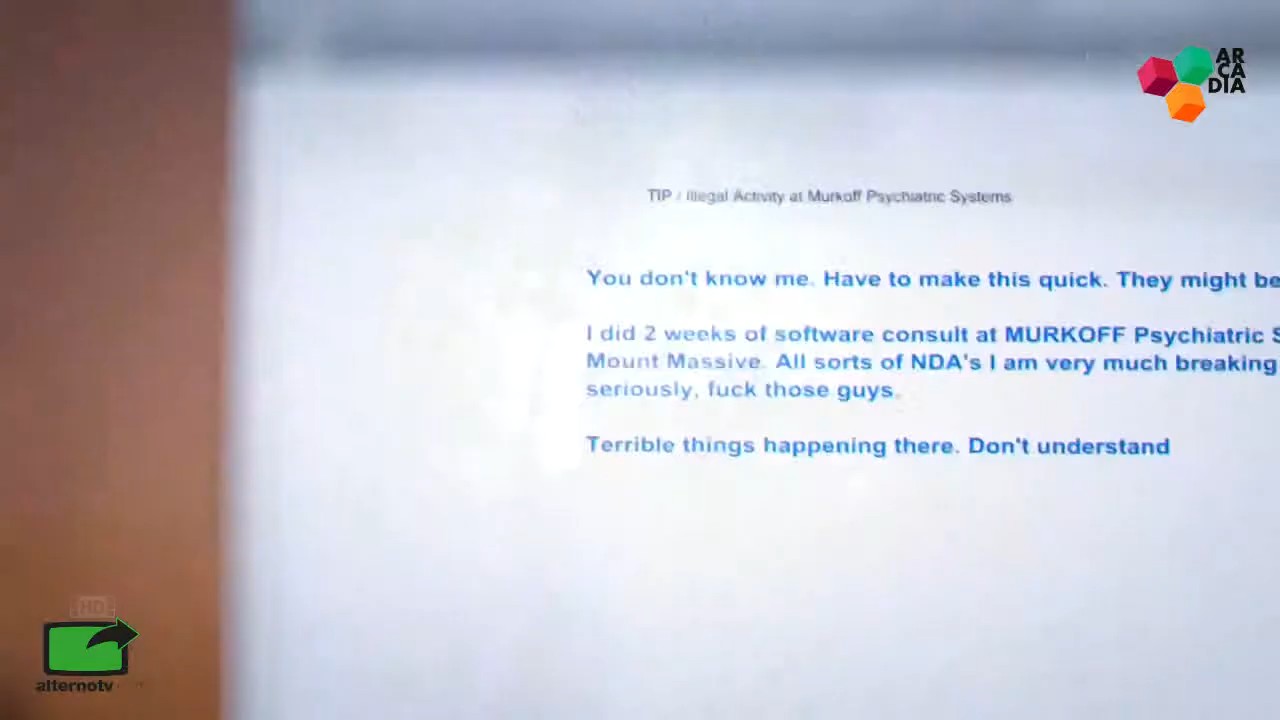 AR
CA
DIA
TIP / Illegal Activity at Murkoff Psychiatric Systems
You don't know me. Have to make this quick. They might be
I did 2 weeks of software consult at MURKOFF Psychiatric S
Mount Massive. All sorts of NDA's I am very much breaking
seriously, fuck those guys.
Terrible things happening there. Don't understand
HD
alternotv